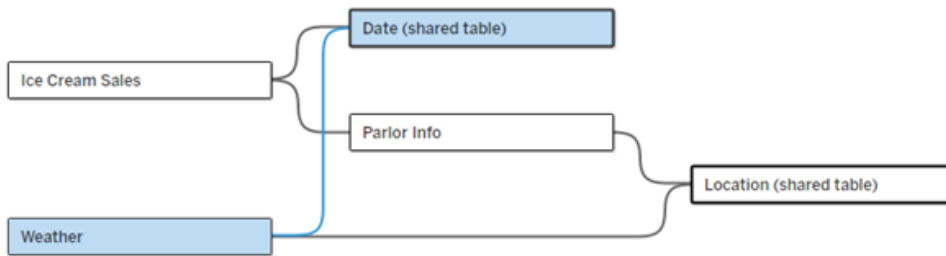 Date (shared table)
Ice Cream Sales
Parlor Info
Location (shared table)
Weather